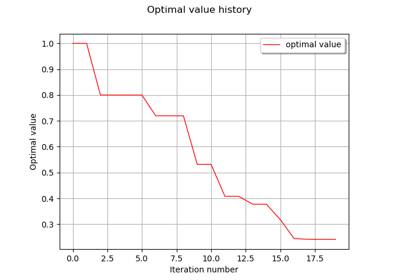 Optimal value history
optimal value
1.0
0.9
0.8
0.7
0.6
0.5
0.4
0.3
Optimal value
0.0 2.5 5.0 7.5 10.0 12.5 15.0 17.5
Iteration number